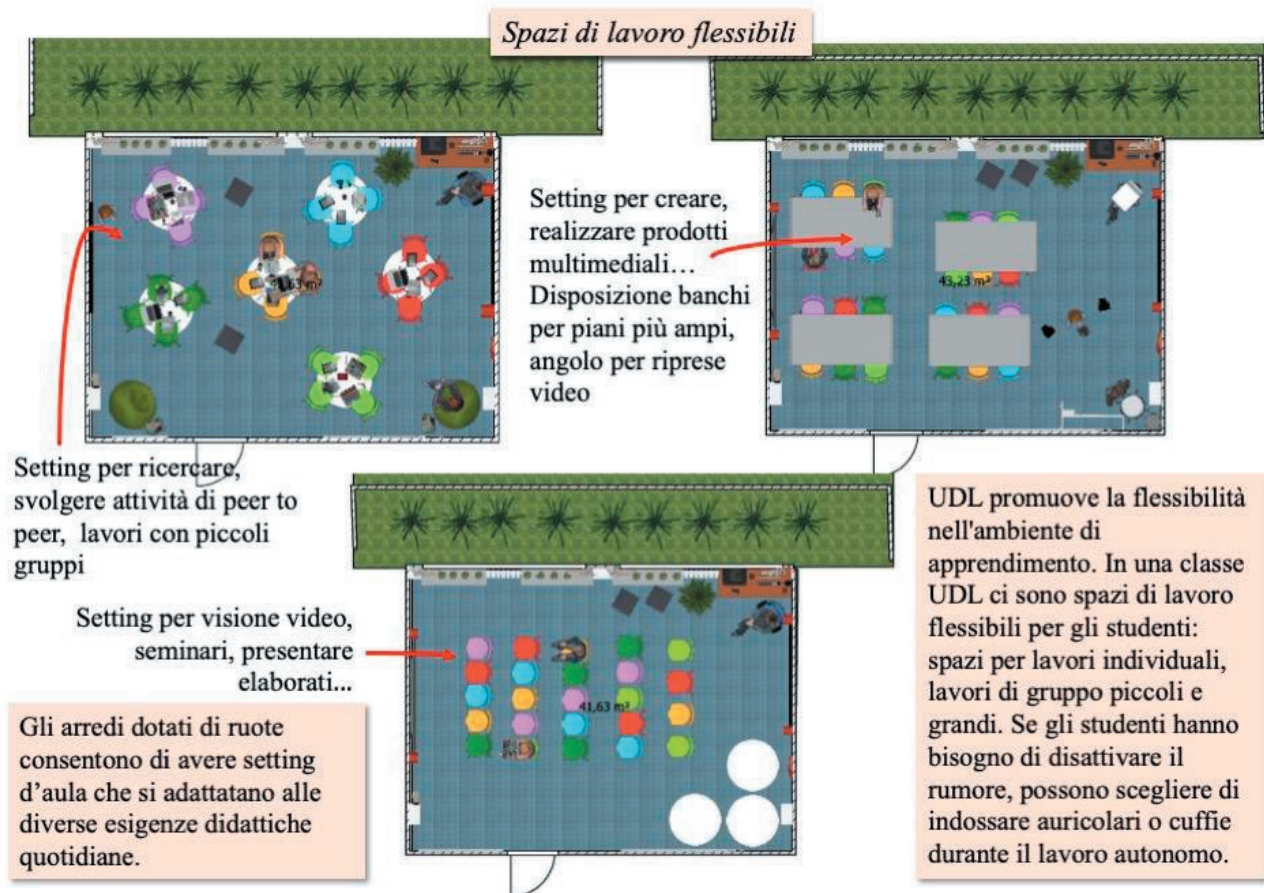 Spazi di lavoro flessibili
Setting per creare,
realizzare prodotti
multimediali…
Disposizione banchi
per piani più ampi,
angolo per riprese
video
43,23 m²
Setting per ricercare,
svolgere attività di peer to
peer, lavori con piccoli
gruppi
Setting per visione video,
seminari, presentare
elaborati...
41,63 m²
Gli arredi dotati di ruote
consentono di avere setting
d’aula che si adattatano alle
diverse esigenze didattiche
quotidiane.
UDL promuove la flessibilità
nell'ambiente di
apprendimento. In una classe
UDL ci sono spazi di lavoro
flessibili per gli studenti:
spazi per lavori individuali,
lavori di gruppo piccoli e
grandi. Se gli studenti hanno
bisogno di disattivare il
rumore, possono scegliere di
indossare auricolari o cuffie
durante il lavoro autonomo.